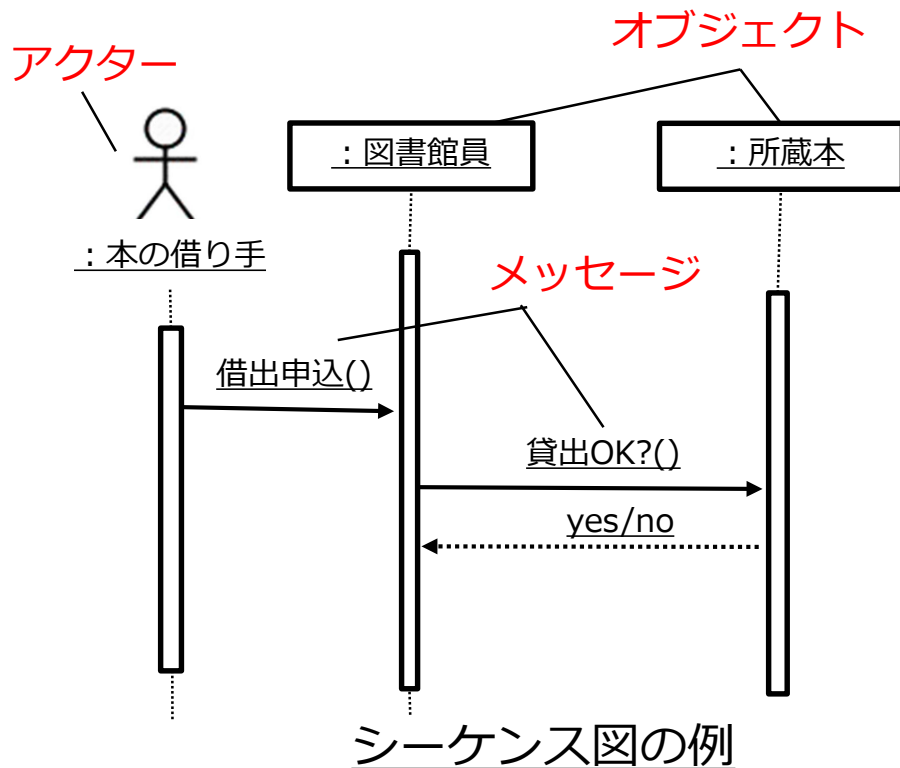 オブジェクト
アクター
：図書館員
：所蔵本
：本の借り手
メッセージ
借出申込()
貸出OK?()
yes/no
シーケンス図の例